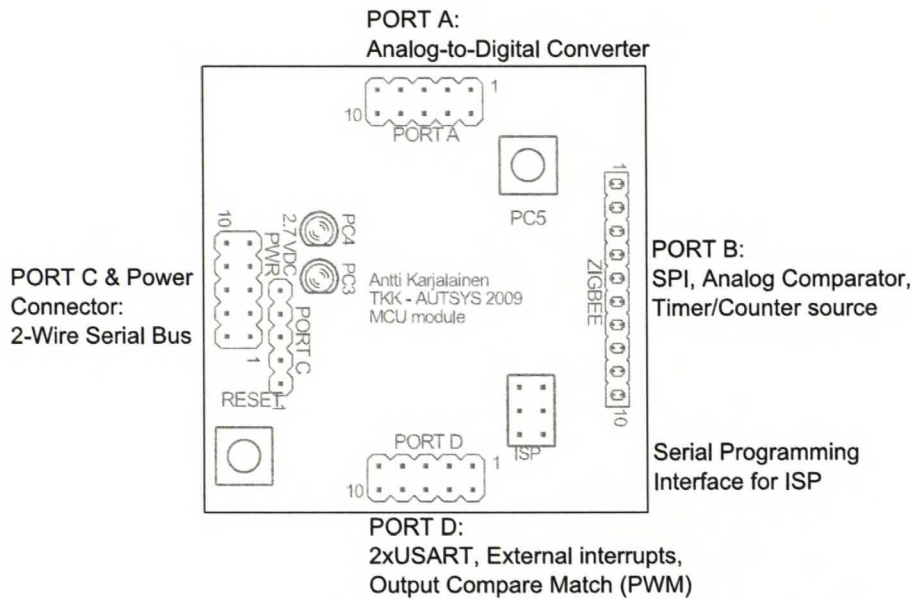 PORT A:
Analog-to-Digital Converter
1
10
PORT A
PC5
1
ZIGBEE
10
10
2.7 VDC
PWR
PC4
PC3
PORT C
1
1
Antti Karjalainen
TKK - AUTSYS 2009
MCU module
PORT C & Power
Connector:
2-Wire Serial Bus
PORT B:
SPI, Analog Comparator,
Timer/Counter source
RESET
PORT D
1
10
ISP
Serial Programming
Interface for ISP
PORT D:
2xUSART, External interrupts,
Output Compare Match (PWM)